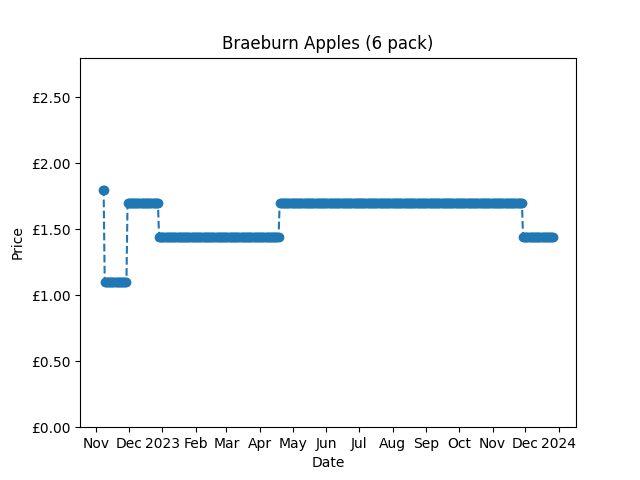 Braeburn Apples (6 pack)
£2.50
£2.00
£1.50
£1.00
£0.50
£0.00
Price
Nov Dec 2023 Feb Mar Apr May Jun Jul Aug Sep Oct Nov Dec 2024
Date